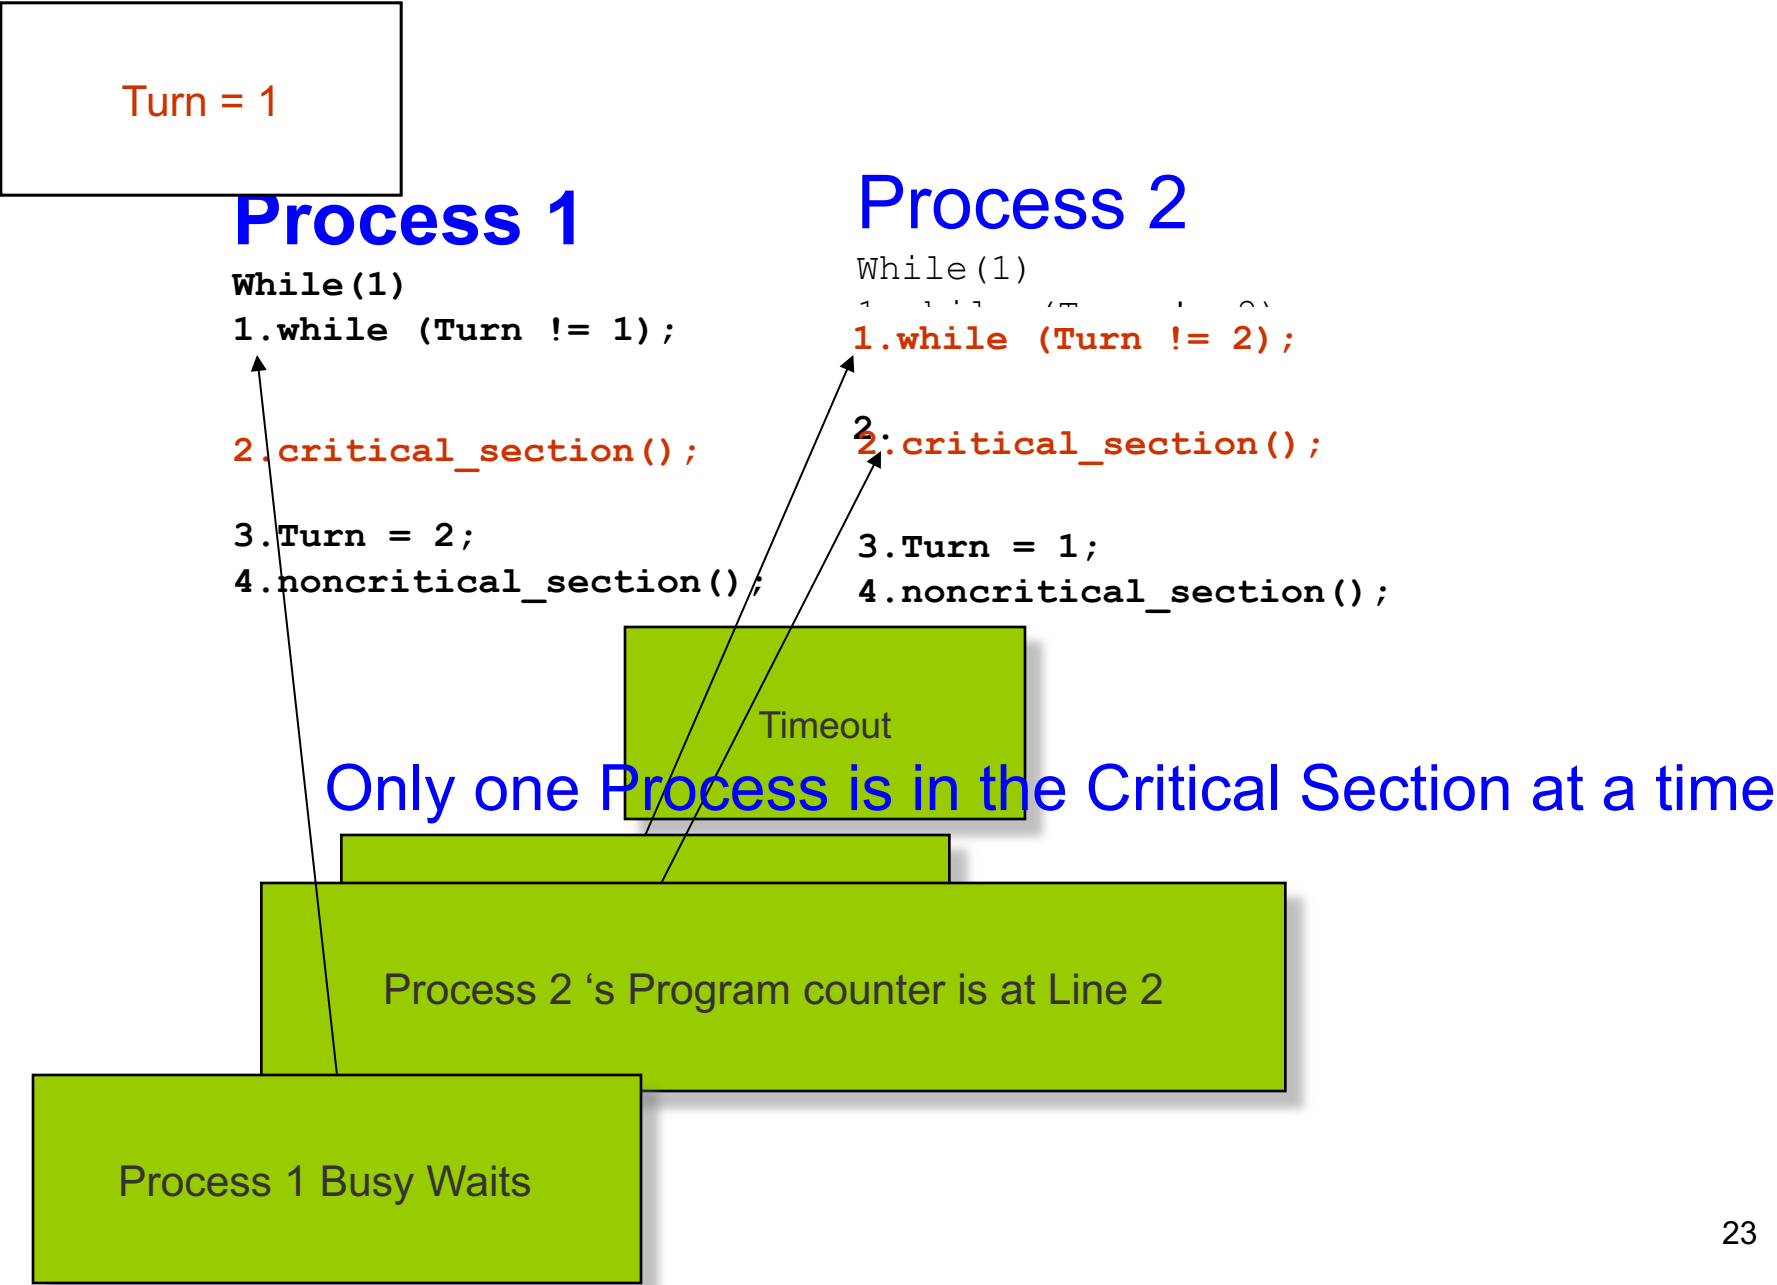 Turn = 1
Process 1
While(1)
1.while (Turn != 1);
2.critical_section();
3.Turn = 2;
4.noncritical_section();
Process 2
While(1)
1.while (Turn != 2);
2.
2.critical_section();
3.Turn = 1;
4.noncritical_section();
Timeout
Only one Process is in the Critical Section at a time
Process 2 ‘s Program counter is at Line 2
Process 1 Busy Waits
23